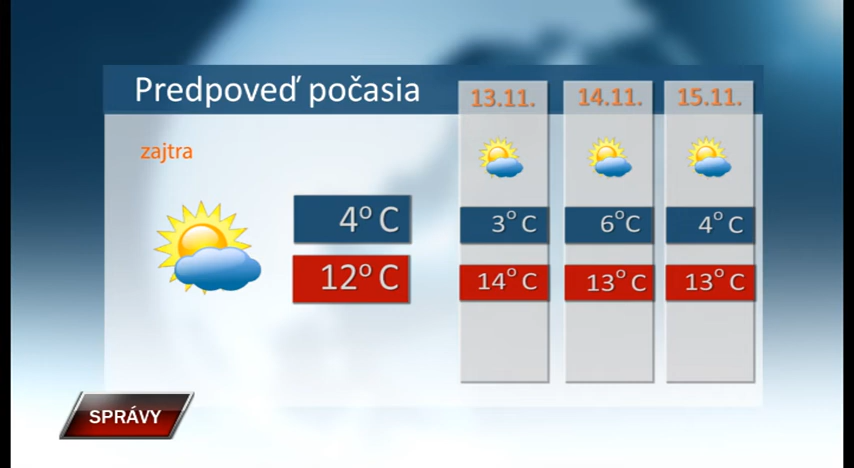 Predpoveď počasia
zajtra
4° C
12° C
13.11.
3° C
14° C
14.11.
6°C
13° C
15.11.
4° C
13° C
SPRÁVY